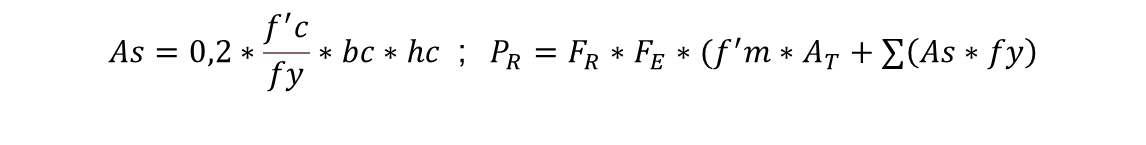 As = 0,2 * f'c / fy * bc * hc ; P_R = F_R * F_E * (f'm * A_T + ∑(As * fy)